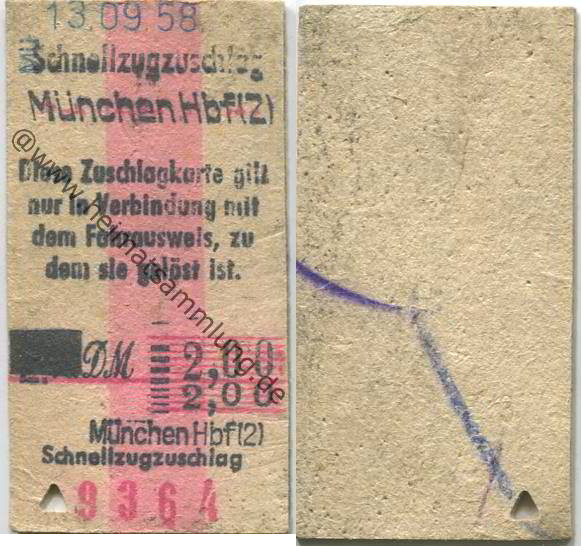 13.09 58
Schnellzugzuschlag
München Hbf(2)
Diese Zuschlagkarte gilt
nur in Verbindung mit
dem Fahrausweis, zu
dem sie gelöst ist.
DM 2,00
2,00
München Hbf(2)
Schnellzugzuschlag
9364
@www.heimatsammlung.de